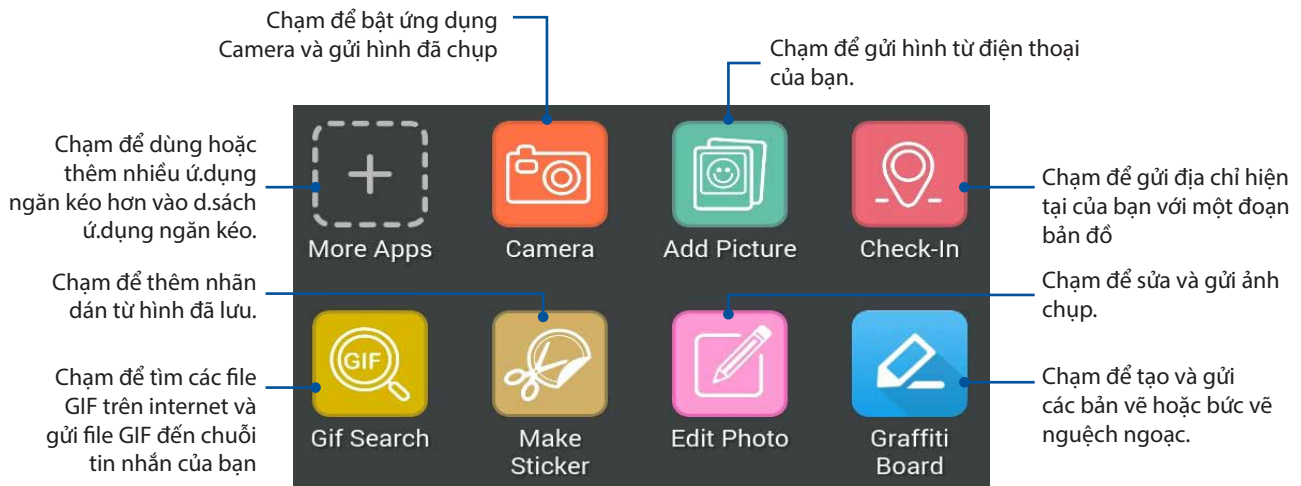 Chạm để bật ứng dụng
Camera và gửi hình đã chụp
Chạm để gửi hình từ điện thoại
của bạn.
Chạm để dùng hoặc
thêm nhiều ứ.dụng
ngăn kéo hơn vào d.sách
ứ.dụng ngăn kéo.
Chạm để gửi địa chỉ hiện
tại của bạn với một đoạn
bản đồ
More Apps
Camera
Add Picture
Check-In
Chạm để thêm nhãn
dán từ hình đã lưu.
Chạm để sửa và gửi ảnh
chụp.
GIF
Chạm để tìm các file
GIF trên internet và
gửi file GIF đến chuỗi
tin nhắn của bạn
Chạm để tạo và gửi
các bản vẽ hoặc bức vẽ
nguệch ngoạc.
Gif Search
Make
Sticker
Edit Photo
Graffiti
Board